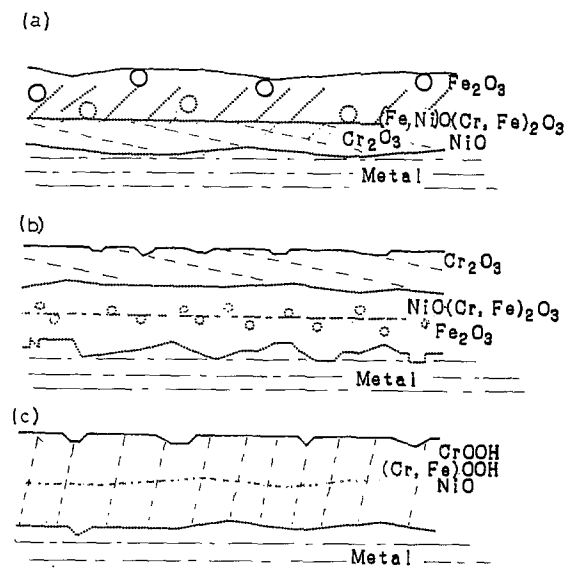 (a)
Fe₂O₃
(Fe,Ni)O(Cr, Fe)₂O₃
Cr₂O₃ NiO
Metal
(b)
Cr₂O₃
NiO(Cr, Fe)₂O₃
Fe₂O₃
Metal
(c)
CrOOH
(Cr, Fe)OOH
NiO
Metal